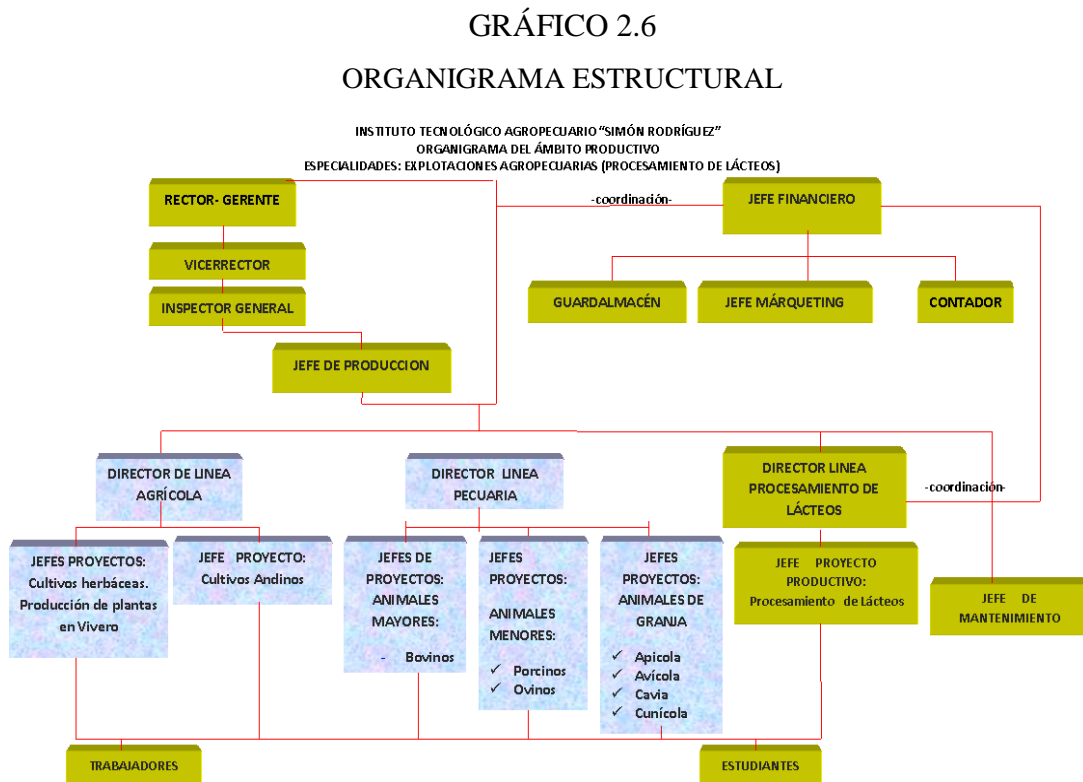 GRÁFICO 2.6
ORGANIGRAMA ESTRUCTURAL
INSTITUTO TECNOLÓGICO AGROPECUARIO “SIMÓN RODRÍGUEZ”
ORGANIGRAMA DEL ÁMBITO PRODUCTIVO
ESPECIALIDADES: EXPLOTACIONES AGROPECUARIAS (PROCESAMIENTO DE LÁCTEOS)
RECTOR- GERENTE
-coordinación-
JEFE FINANCIERO
VICERRECTOR
INSPECTOR GENERAL
GUARDALMACÉN
JEFE MÁRQUETING
CONTADOR
JEFE DE PRODUCCION
DIRECTOR DE LINEA
AGRÍCOLA
DIRECTOR LINEA
PECUARIA
DIRECTOR LINEA
PROCESAMIENTO DE
LÁCTEOS
-coordinación-
JEFES PROYECTOS:
Cultivos herbáceas.
Producción de plantas
en Vivero
JEFE PROYECTO:
Cultivos Andinos
JEFES DE
PROYECTOS:
ANIMALES
MAYORES:
- Bovinos
JEFES
PROYECTOS:
ANIMALES
MENORES:
✓ Porcinos
✓ Ovinos
JEFES
PROYECTOS:
ANIMALES DE
GRANJA
✓ Apícola
✓ Avícola
✓ Cavia
✓ Cunícola
JEFE PROYECTO
PRODUCTIVO:
Procesamiento de Lácteos
JEFE DE
MANTENIMIENTO
TRABAJADORES
ESTUDIANTES